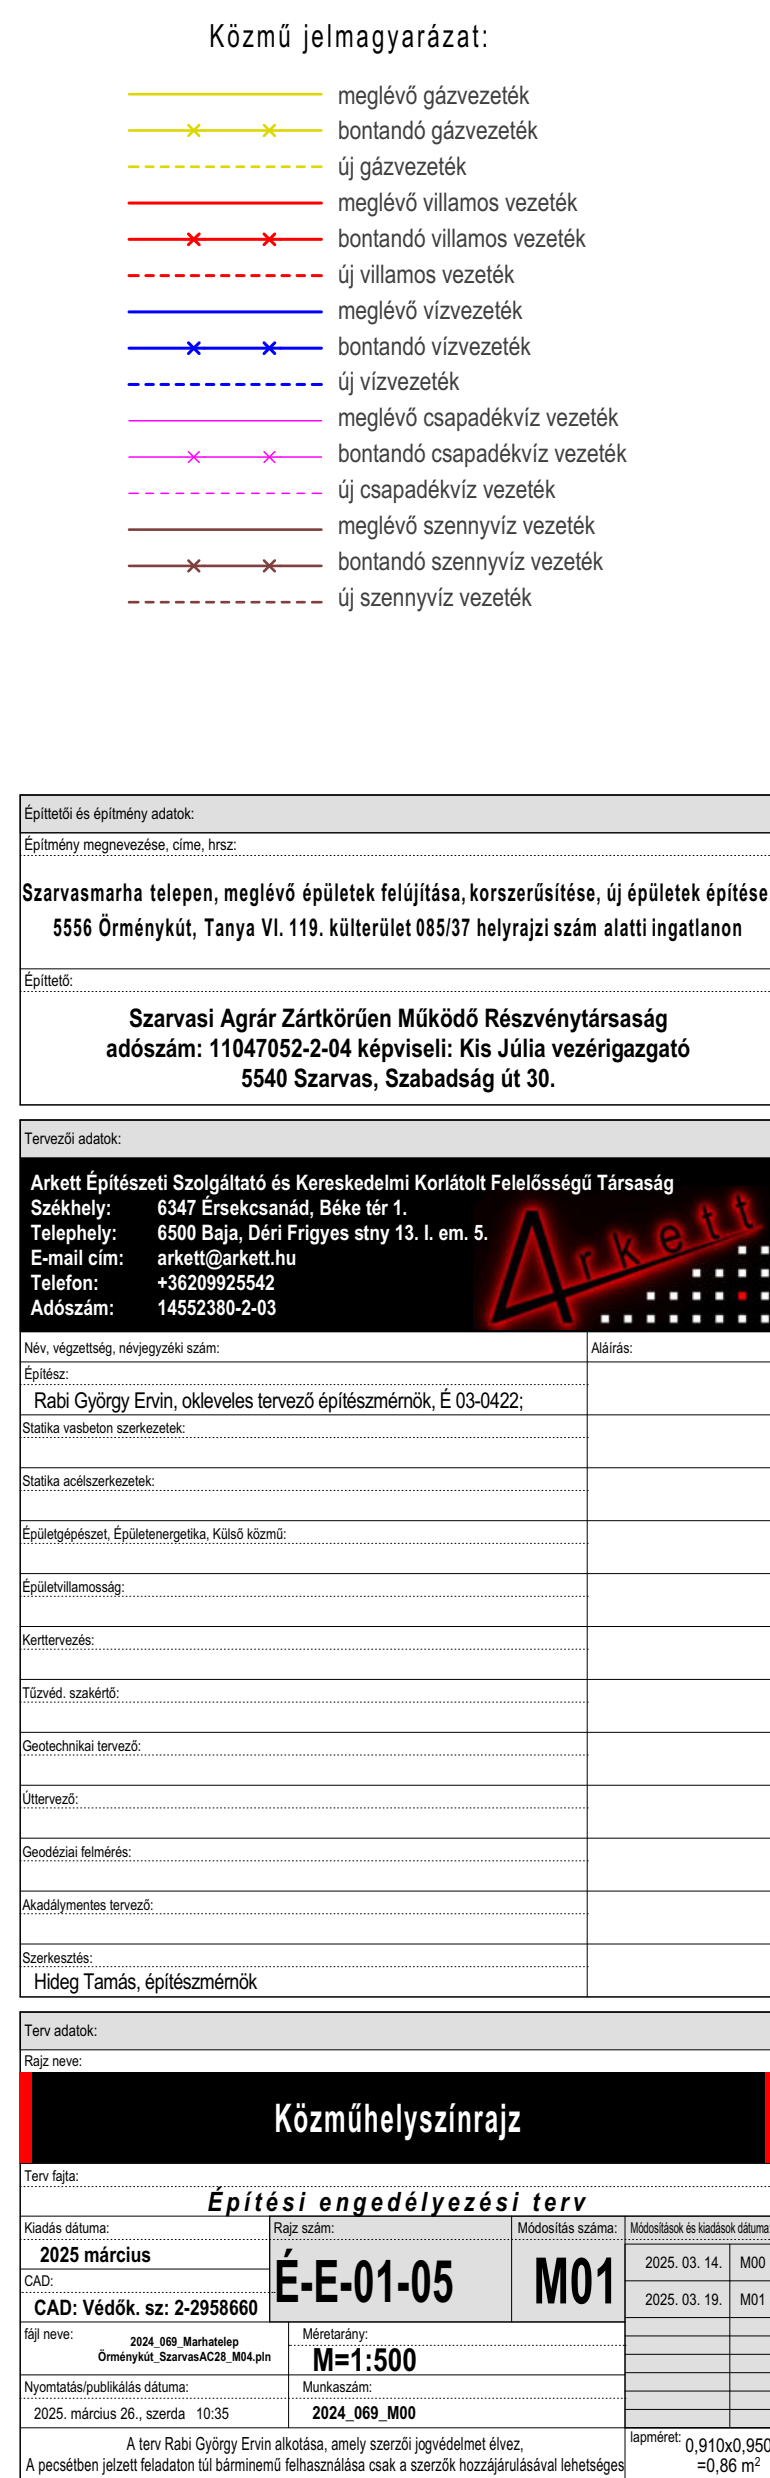 Közmű jelmagyarázat:
meglévő gázvezeték
bontandó gázvezeték
új gázvezeték
meglévő villamos vezeték
bontandó villamos vezeték
új villamos vezeték
meglévő vízvezeték
bontandó vízvezeték
új vízvezeték
meglévő csapadékvíz vezeték
bontandó csapadékvíz vezeték
új csapadékvíz vezeték
meglévő szennyvíz vezeték
bontandó szennyvíz vezeték
új szennyvíz vezeték
Építtetői és építmény adatok:
Építmény megnevezése, címe, hrsz:
Szarvasmarha telepen, meglévő épületek felújítása, korszerűsítése, új épületek építése
5556 Örménykút, Tanya VI. 119. külterület 085/37 helyrajzi szám alatti ingatlanon
Építtető:
Szarvasi Agrár Zártkörűen Működő Részvénytársaság
adószám: 11047052-2-04 képviseli: Kis Júlia vezérigazgató
5540 Szarvas, Szabadság út 30.
Tervezői adatok:
Arkett Építészeti Szolgáltató és Kereskedelmi Korlátolt Felelősségű Társaság
Székhely: 6347 Érsekcsanád, Béke tér 1.
Telephely: 6500 Baja, Déri Frigyes stny 13. I. em. 5.
E-mail cím: arkett@arkett.hu
Telefon: +36209925542
Adószám: 14552380-2-03
Arkett
Név, végzettség, névjegyzéki szám: Aláírás:
Építész:
Rabi György Ervin, okleveles tervező építészmérnök, É 03-0422;
Statika vasbeton szerkezetek:
Statika acélszerkezetek:
Épületgépészet, Épületenergetika, Külső közmű:
Épületvillamosság:
Kerttervezés:
Tűzvéd. szakértő:
Geotechnikai tervező:
Úttervező:
Geodéziai felmérés:
Akadálymentes tervező:
Szerkesztés:
Hideg Tamás, építészmérnök
Terv adatok:
Rajz neve:
Közműhelyszínrajz
Terv fajta:
Építési engedélyezési terv
Kiadás dátuma: Rajz szám: Módosítás száma: Módosítások és kiadások dátuma
2025 március
É-E-01-05 M01
2025. 03. 14. M00
CAD:
CAD: Védők. sz: 2-2958660
2025. 03. 19. M01
fájl neve: 2024_069_Marhatelep
Örménykút_SzarvasAC28_M04.pln
Méretarány:
M=1:500
Nyomtatás/publikálás dátuma: Munkaszám:
2025. március 26., szerda 10:35 2024_069_M00
A terv Rabi György Ervin alkotása, amely szerzői jogvédelmet élvez,
A pecsétben jelzett feladaton túl bárminemű felhasználása csak a szerzők hozzájárulásával lehetséges
lapméret: 0,910x0,950
=0,86 m²